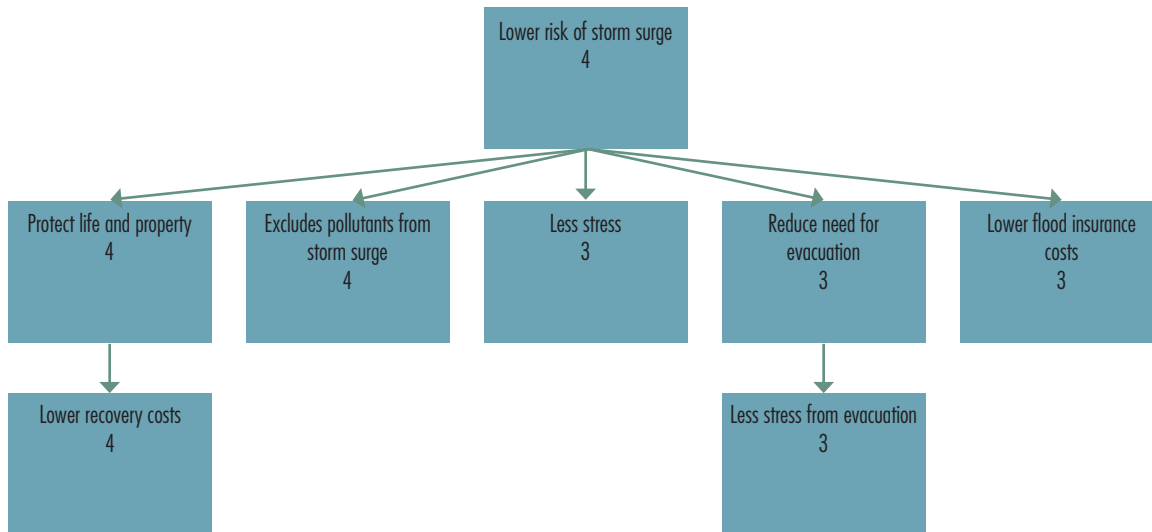 Lower risk of storm surge
4
Protect life and property
4
Excludes pollutants from
storm surge
4
Less stress
3
Reduce need for
evacuation
3
Lower flood insurance
costs
3
Lower recovery costs
4
Less stress from evacuation
3